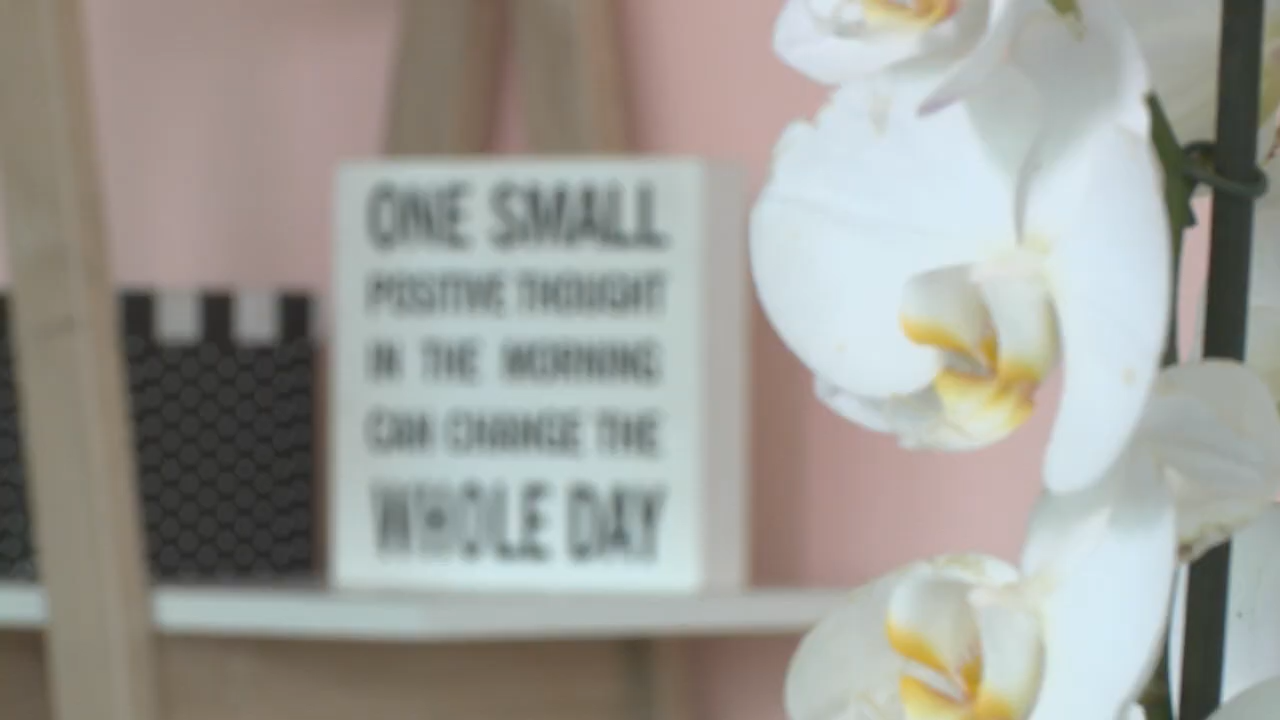 ONE SMALL
POSITIVE THOUGHT
IN THE MORNING
CAN CHANGE THE
WHOLE DAY